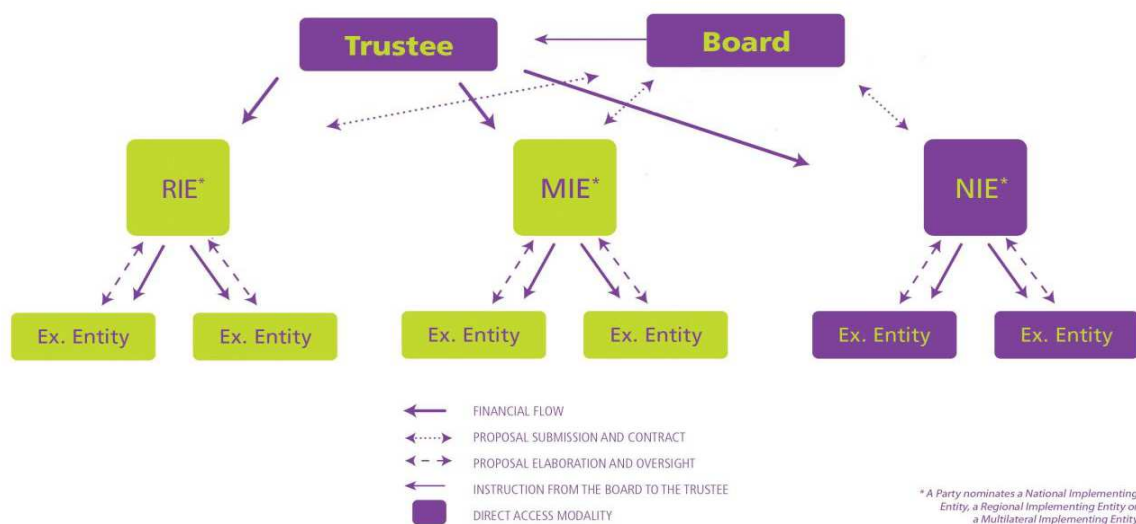 Trustee
Board
RIE*
MIE*
NIE*
Ex. Entity
Ex. Entity
Ex. Entity
Ex. Entity
Ex. Entity
Ex. Entity
FINANCIAL FLOW
PROPOSAL SUBMISSION AND CONTRACT
PROPOSAL ELABORATION AND OVERSIGHT
INSTRUCTION FROM THE BOARD TO THE TRUSTEE
DIRECT ACCESS MODALITY
* A Party nominates a National Implementing
Entity, a Regional Implementing Entity or
a Multilateral Implementing Entity